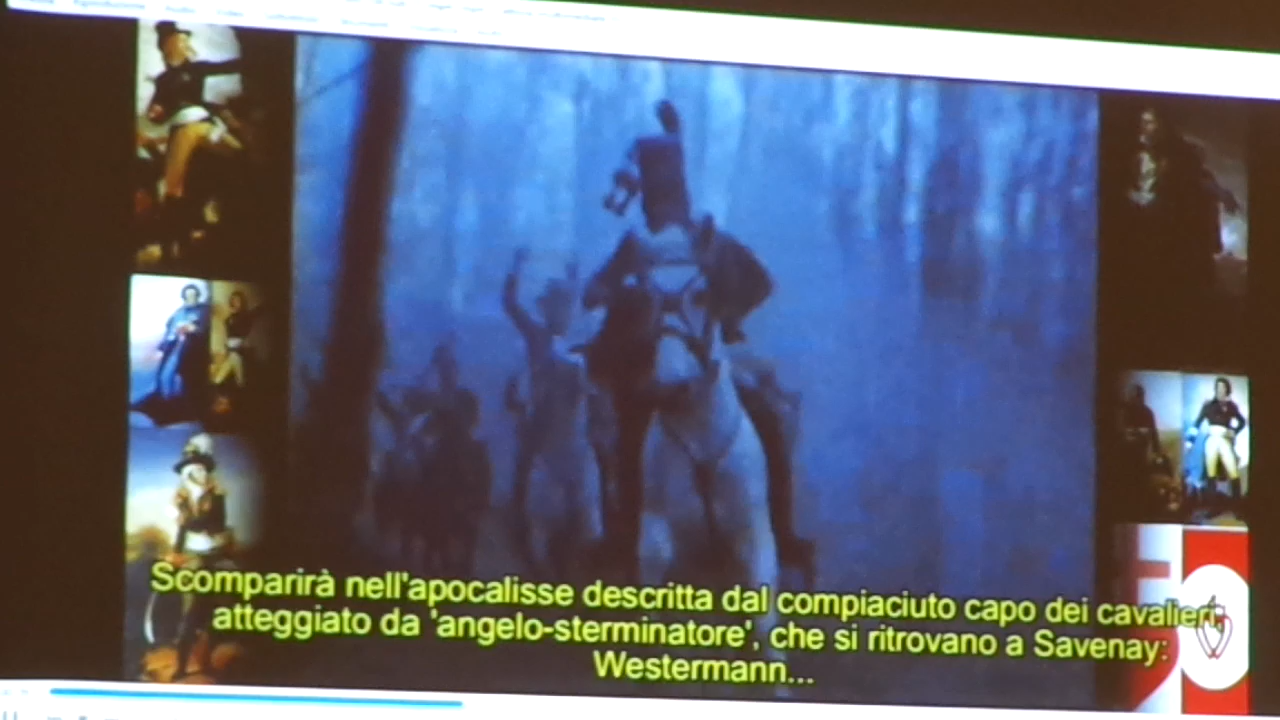 Scomparirà nell'apocalisse descritta dal compiaciuto capo dei cavalieri,
atteggiato da 'angelo-sterminatore', che si ritrovano a Savenay:
Westermann...